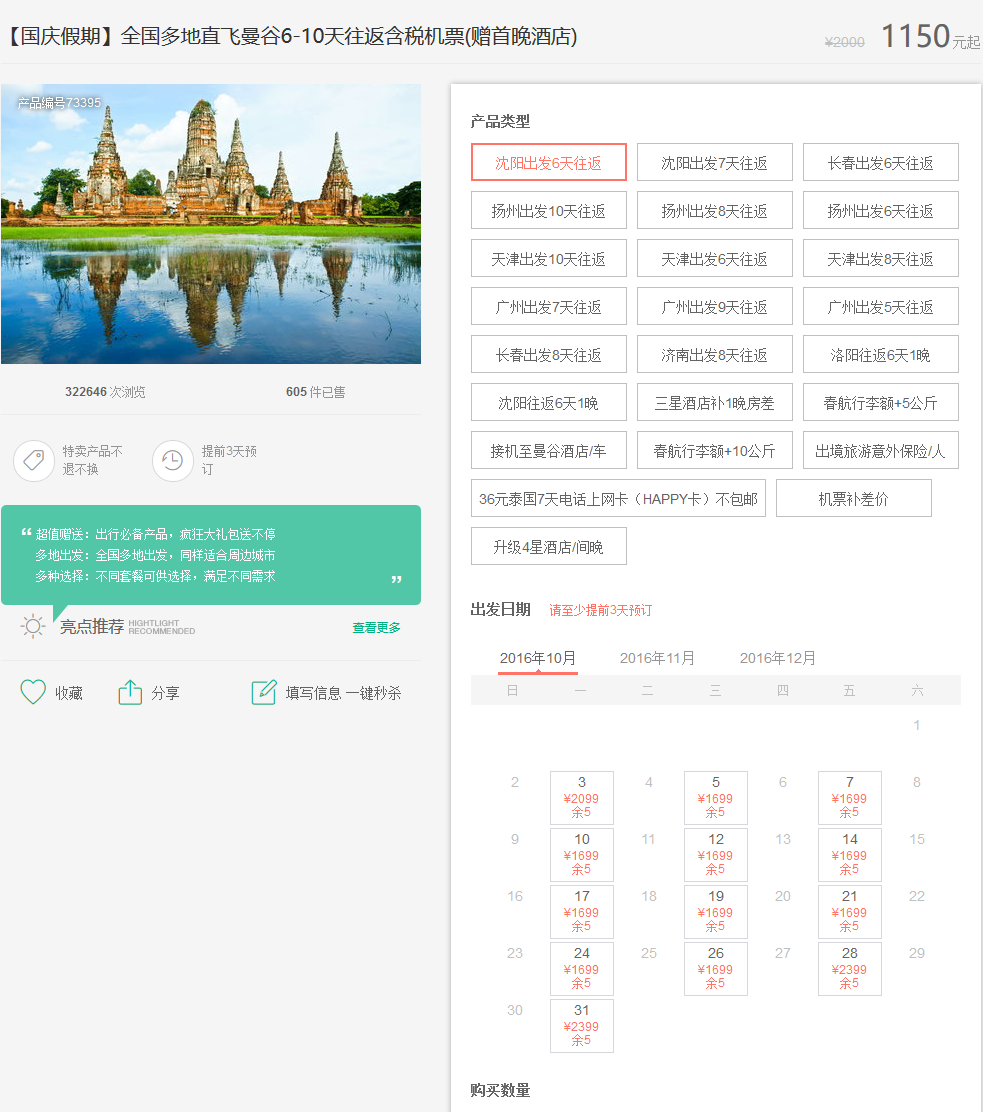 【国庆假期】全国多地直飞曼谷6-10天往返含税机票(赠首晚酒店)
¥2000 1150元起
产品编号73395
322646 次浏览 605 件已售
特卖产品不
退不换
提前3天预
订
“ 超值赠送：出行必备产品，疯狂大礼包送不停
多地出发：全国多地出发，同样适合周边城市
多种选择：不同套餐可供选择，满足不同需求 ”
亮点推荐 HIGHTLIGHT
RECOMMENDED
查看更多
收藏 分享 填写信息 一键秒杀
产品类型
沈阳出发6天往返 沈阳出发7天往返 长春出发6天往返
扬州出发10天往返 扬州出发8天往返 扬州出发6天往返
天津出发10天往返 天津出发6天往返 天津出发8天往返
广州出发7天往返 广州出发9天往返 广州出发5天往返
长春出发8天往返 济南出发8天往返 洛阳往返6天1晚
沈阳往返6天1晚 三星酒店补1晚房差 春航行李额+5公斤
接机至曼谷酒店/车 春航行李额+10公斤 出境旅游意外保险/人
36元泰国7天电话上网卡（HAPPY卡）不包邮 机票补差价
升级4星酒店/间晚
出发日期 请至少提前3天预订
2016年10月 2016年11月 2016年12月
日 一 二 三 四 五 六
1
2 3 4 5 6 7 8
¥2099 ¥1699 ¥1699
余5 余5 余5
9 10 11 12 13 14 15
¥1699 ¥1699 ¥1699
余5 余5 余5
16 17 18 19 20 21 22
¥1699 ¥1699 ¥1699
余5 余5 余5
23 24 25 26 27 28 29
¥1699 ¥1699 ¥2399
余5 余5 余5
30 31
¥2399
余5
购买数量